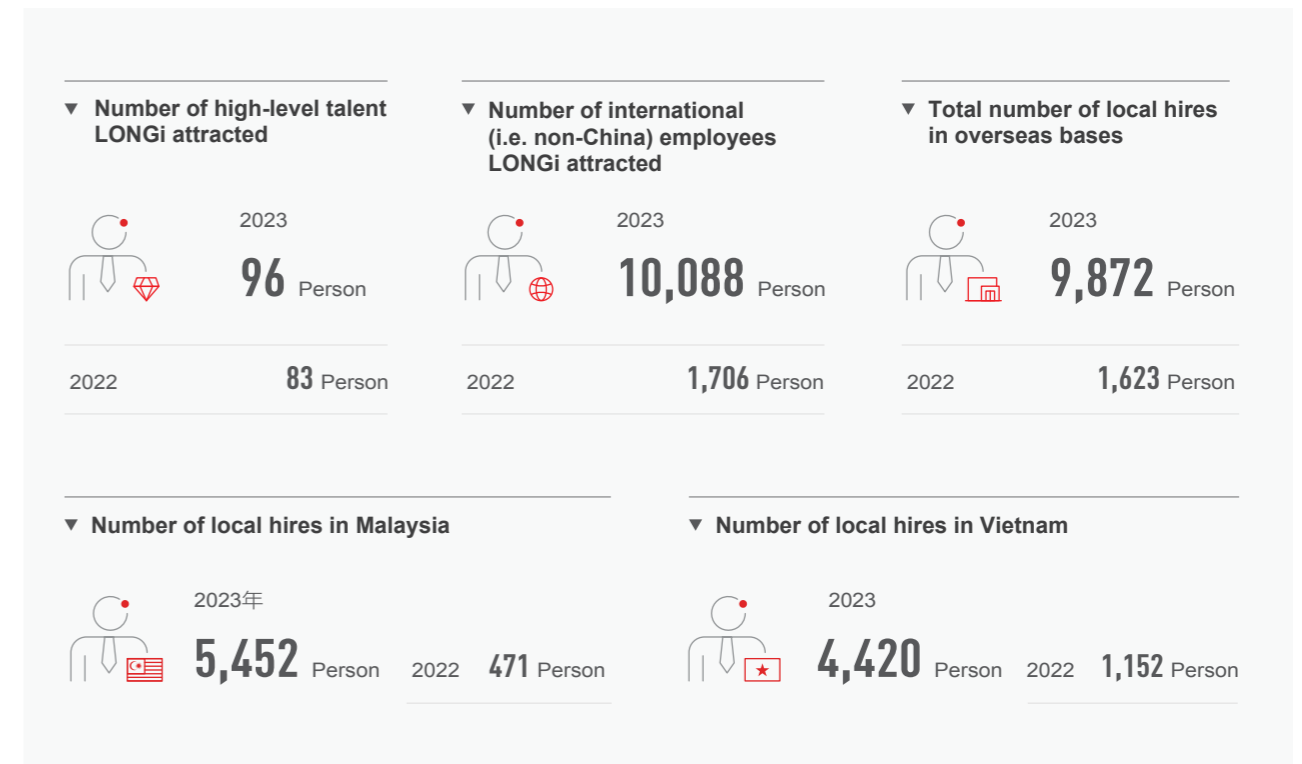 ▼ Number of high-level talent
LONGi attracted
2023
96 Person
2022 83 Person
▼ Number of international
(i.e. non-China) employees
LONGi attracted
2023
10,088 Person
2022 1,706 Person
▼ Total number of local hires
in overseas bases
2023
9,872 Person
2022 1,623 Person
▼ Number of local hires in Malaysia
2023年
5,452 Person 2022 471 Person
▼ Number of local hires in Vietnam
2023
4,420 Person 2022 1,152 Person